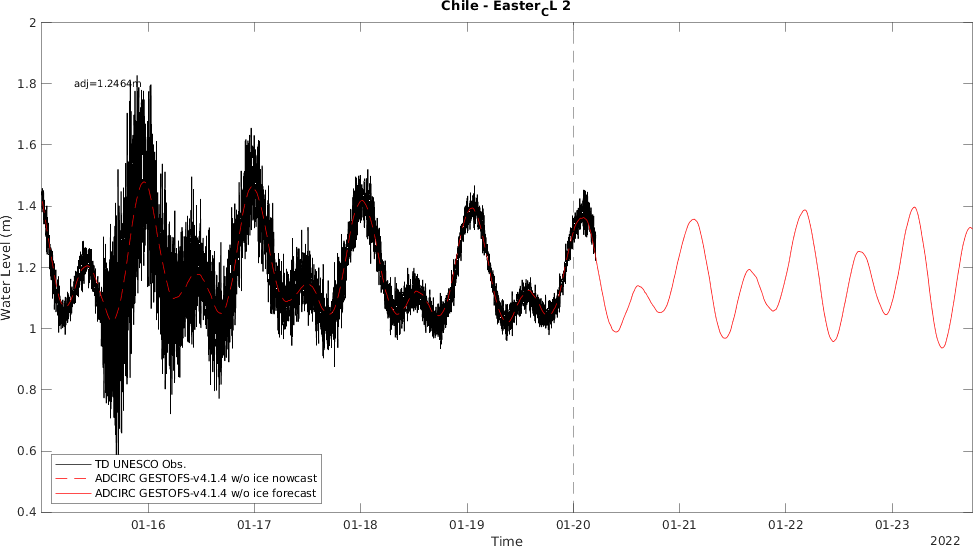 Chile - Easter_CL 2
2
1.8
1.6
1.4
1.2
1
0.8
0.6
0.4
adj=1.2464m
Water Level (m)
TD UNESCO Obs.
ADCIRC GESTOFS-v4.1.4 w/o ice nowcast
ADCIRC GESTOFS-v4.1.4 w/o ice forecast
01-16 01-17 01-18 01-19 01-20 01-21 01-22 01-23
Time
2022